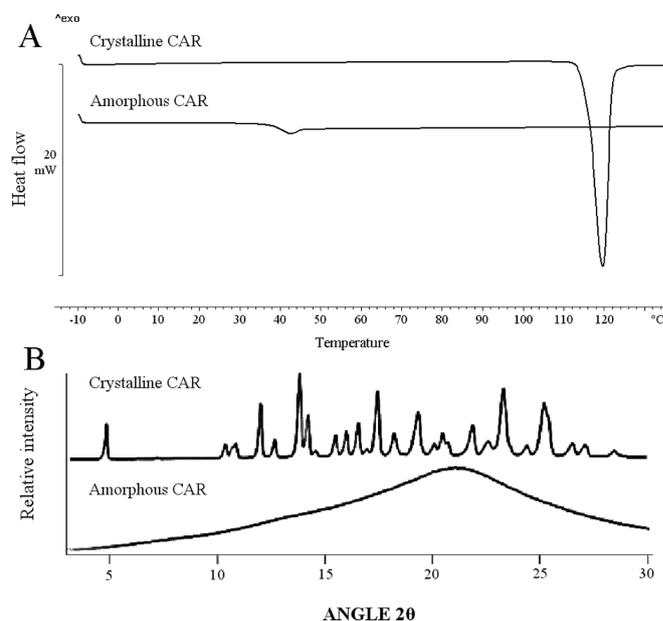 ^exo
A
Crystalline CAR
Amorphous CAR
Heat flow
20
mW
-10 0 10 20 30 40 50 60 70 80 90 100 110 120 °C
Temperature
B
Crystalline CAR
Relative intensity
Amorphous CAR
5 10 15 20 25 30
ANGLE 2θ